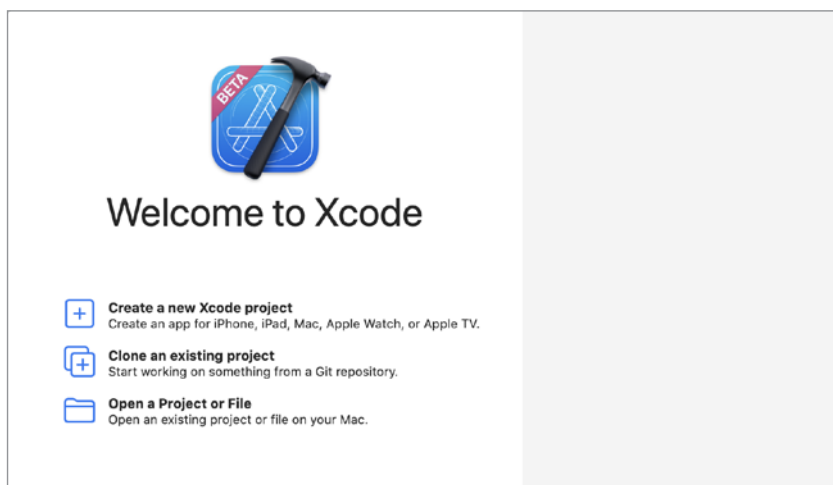 BETA
Welcome to Xcode
Create a new Xcode project
Create an app for iPhone, iPad, Mac, Apple Watch, or Apple TV.
Clone an existing project
Start working on something from a Git repository.
Open a Project or File
Open an existing project or file on your Mac.